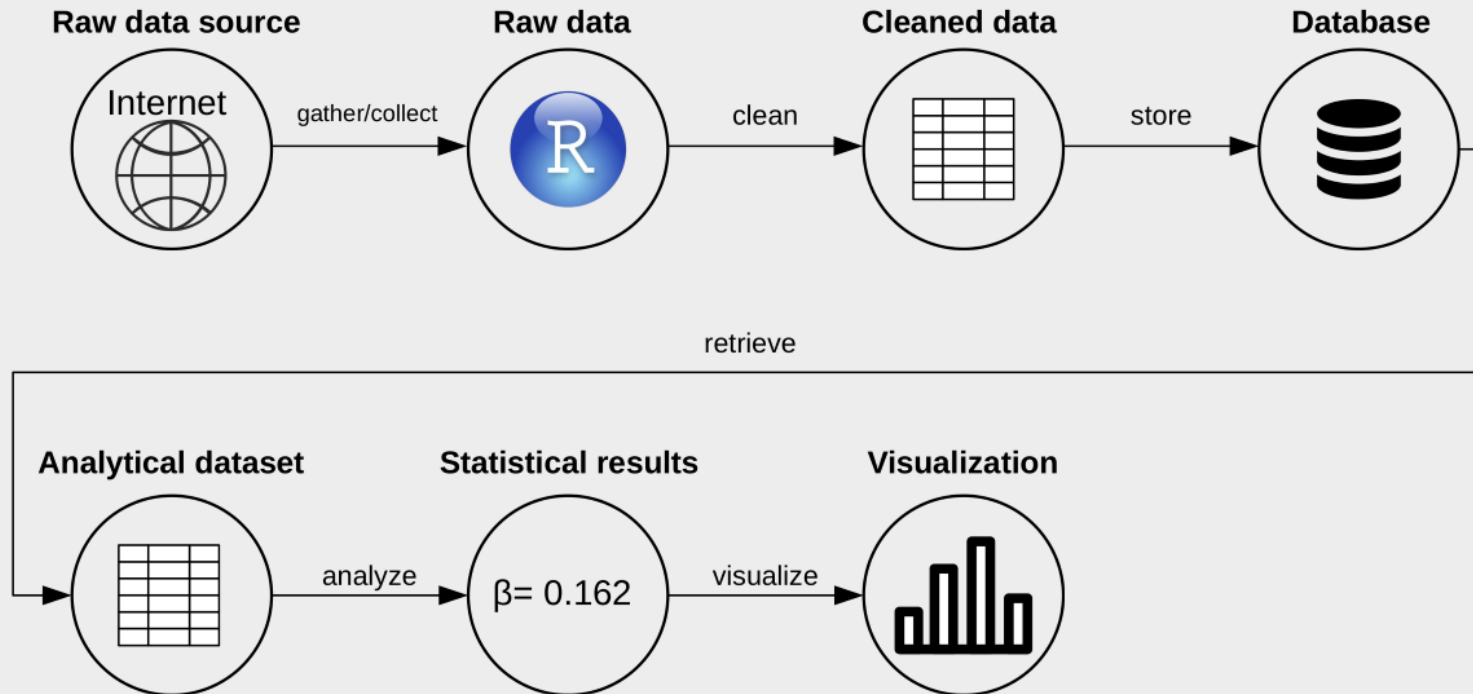 Raw data source
Raw data
Cleaned data
Database
Internet
gather/collect
R
clean
store
retrieve
Analytical dataset
Statistical results
Visualization
analyze
β= 0.162
visualize